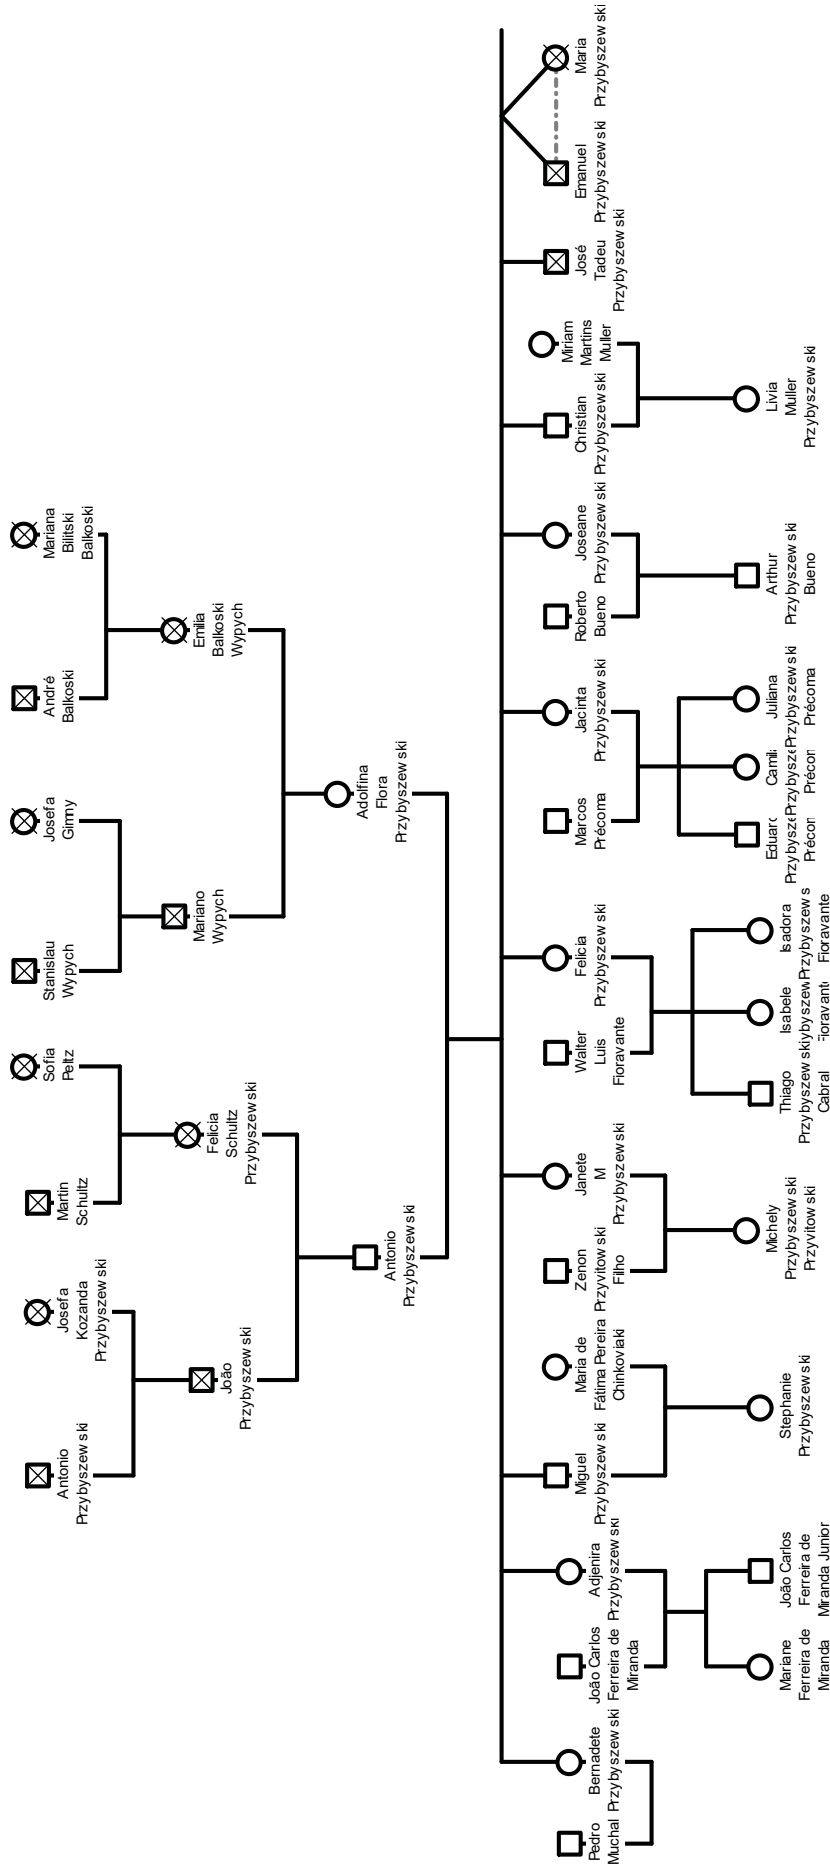 Antonio
Przybyszewski
Josefa
Kozanda
Przybyszewski
Martin
Schultz
Sofia
Peltz
Stanislau
Wypych
Josefa
Ginny
André
Balkoski
Mariana
Bilitski
Balkoski
João
Przybyszewski
Felicia
Schultz
Przybyszewski
Mariano
Wypych
Emilia
Balkoski
Wypych
Antonio
Przybyszewski
Adolfina
Flora
Przybyszewski
Pedro
Muchal
Bernadete
Przybyszewski
João Carlos
Ferreira de
Miranda
Adjenira
Przybyszewski
Miguel
Przybyszewski
Maria de
Fátima Pereira
Chinkoviaki
Zenon
Przyvitowski
Filho
Janete
M
Przybyszewski
Walter
Luis
Fioravante
Felicia
Przybyszewski
Marcos
Précoma
Jacinta
Przybyszewski
Roberto
Bueno
Joseane
Przybyszewski
Christian
Przybyszewski
Miriam
Martins
Muller
José
Tadeu
Przybyszewski
Emanuel
Przybyszewski
Maria
Przybyszewski
Mariane
Ferreira de
Miranda
João Carlos
Ferreira de
Miranda Junior
Stephanie
Przybyszewski
Michely
Przybyszewski
Przyvitowski
Thiago
Przybyszewski
Cabral
Isabele
Isadora
Fioravante
Juliana
Przybyszewski
Précoma
Arthur
Przybyszewski
Bueno
Livia
Muller
Przybyszewski